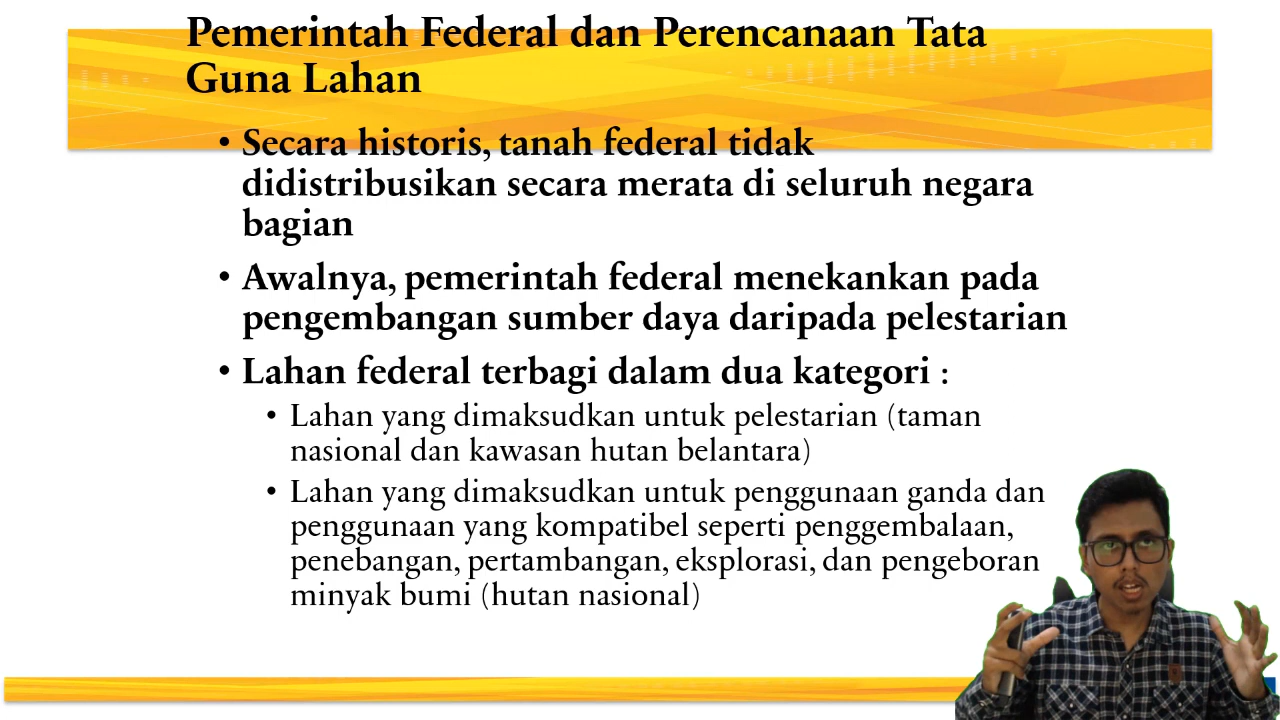 Pemerintah Federal dan Perencanaan Tata
Guna Lahan
• Secara historis, tanah federal tidak
didistribusikan secara merata di seluruh negara
bagian
• Awalnya, pemerintah federal menekankan pada
pengembangan sumber daya daripada pelestarian
• Lahan federal terbagi dalam dua kategori :
• Lahan yang dimaksudkan untuk pelestarian (taman
nasional dan kawasan hutan belantara)
• Lahan yang dimaksudkan untuk penggunaan ganda dan
penggunaan yang kompatibel seperti penggembalaan,
penebangan, pertambangan, eksplorasi, dan pengeboran
minyak bumi (hutan nasional)